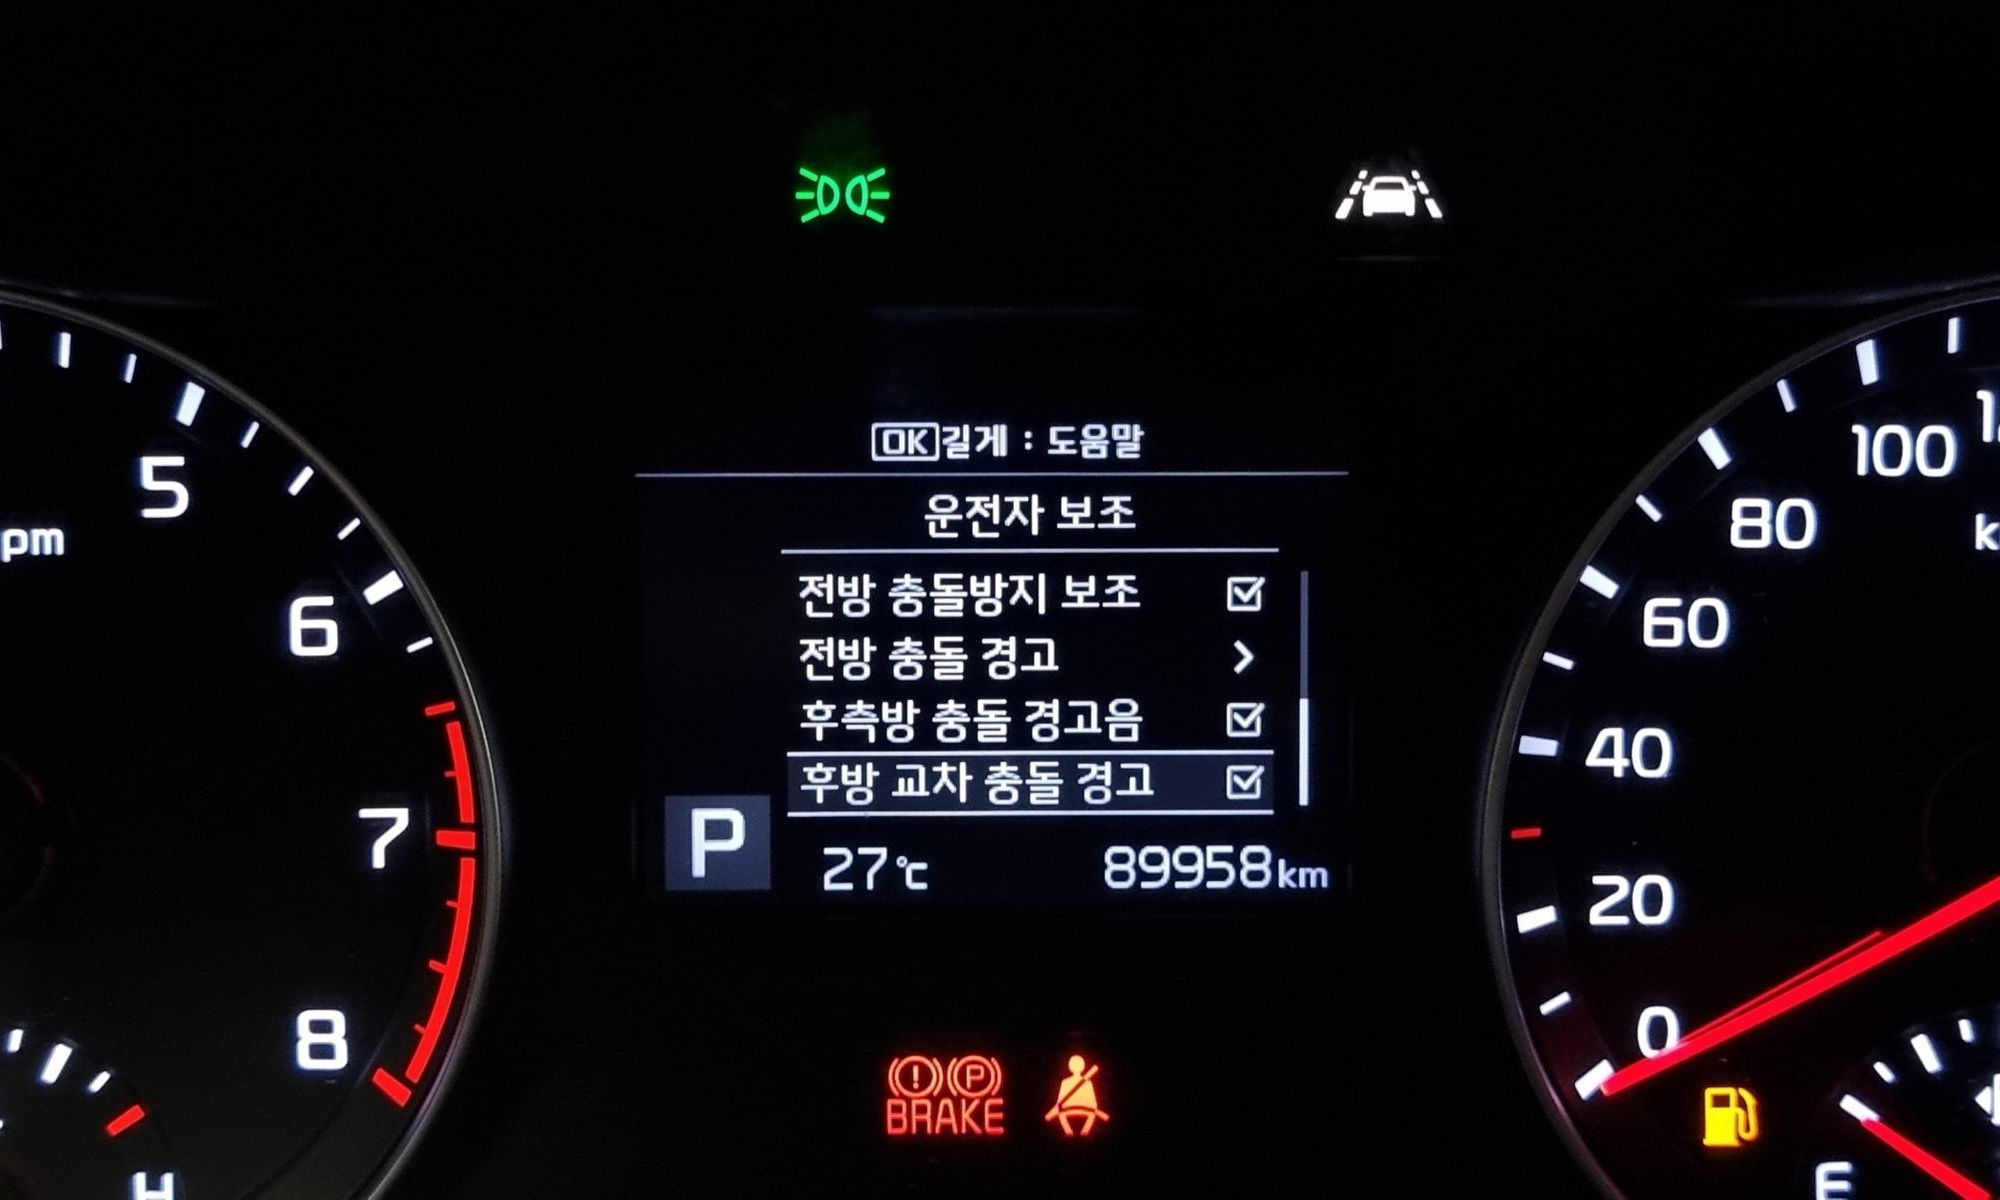 OK길게 : 도움말
운전자 보조
전방 충돌방지 보조
전방 충돌 경고
후측방 충돌 경고음
후방 교차 충돌 경고
P
27℃
89958km
5
6
7
8
pm
H
100
80
60
40
20
0
(!) (P)
BRAKE
E